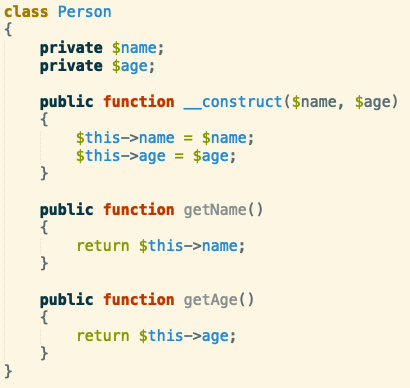 class Person
{
    private $name;
    private $age;

    public function __construct($name, $age)
    {
        $this->name = $name;
        $this->age = $age;
    }

    public function getName()
    {
        return $this->name;
    }

    public function getAge()
    {
        return $this->age;
    }
}